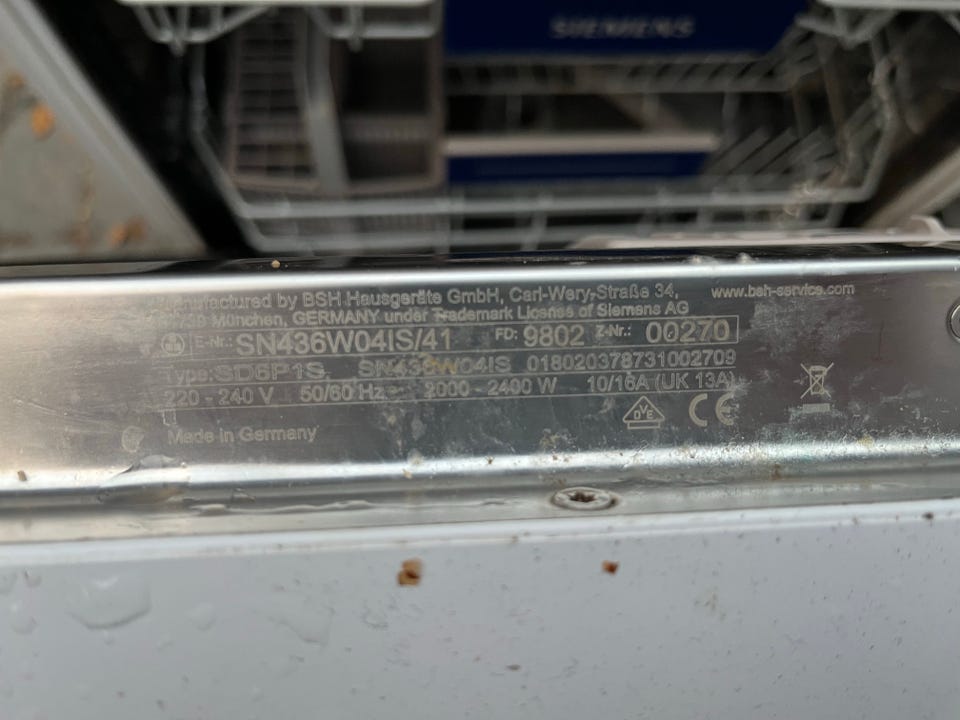 SIEMENS
Manufactured by BSH Hausgeräte GmbH, Carl-Wery-Straße 34, www.bsh-service.com
München, GERMANY under Trademark License of Siemens AG
E-Nr.: SN436W04IS/41 FD: 9802 Z-Nr.: 00270
Type: SD6P1S SN436W04IS 018020378731002709
220 - 240 V 50/60 Hz ~ 2000 - 2400 W 10/16A (UK 13A)
DVE CE
Made in Germany